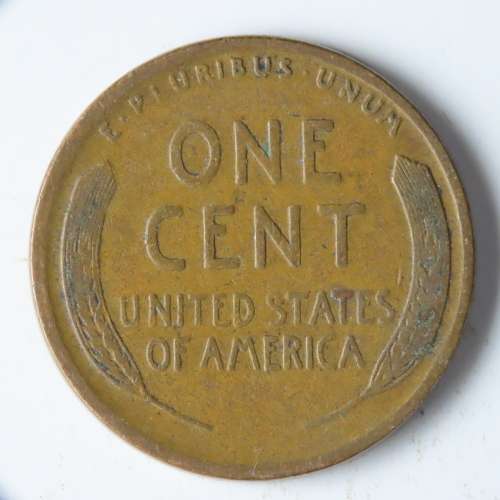 E·PLURIBUS·UNUM
ONE
CENT
UNITED STATES
OF AMERICA